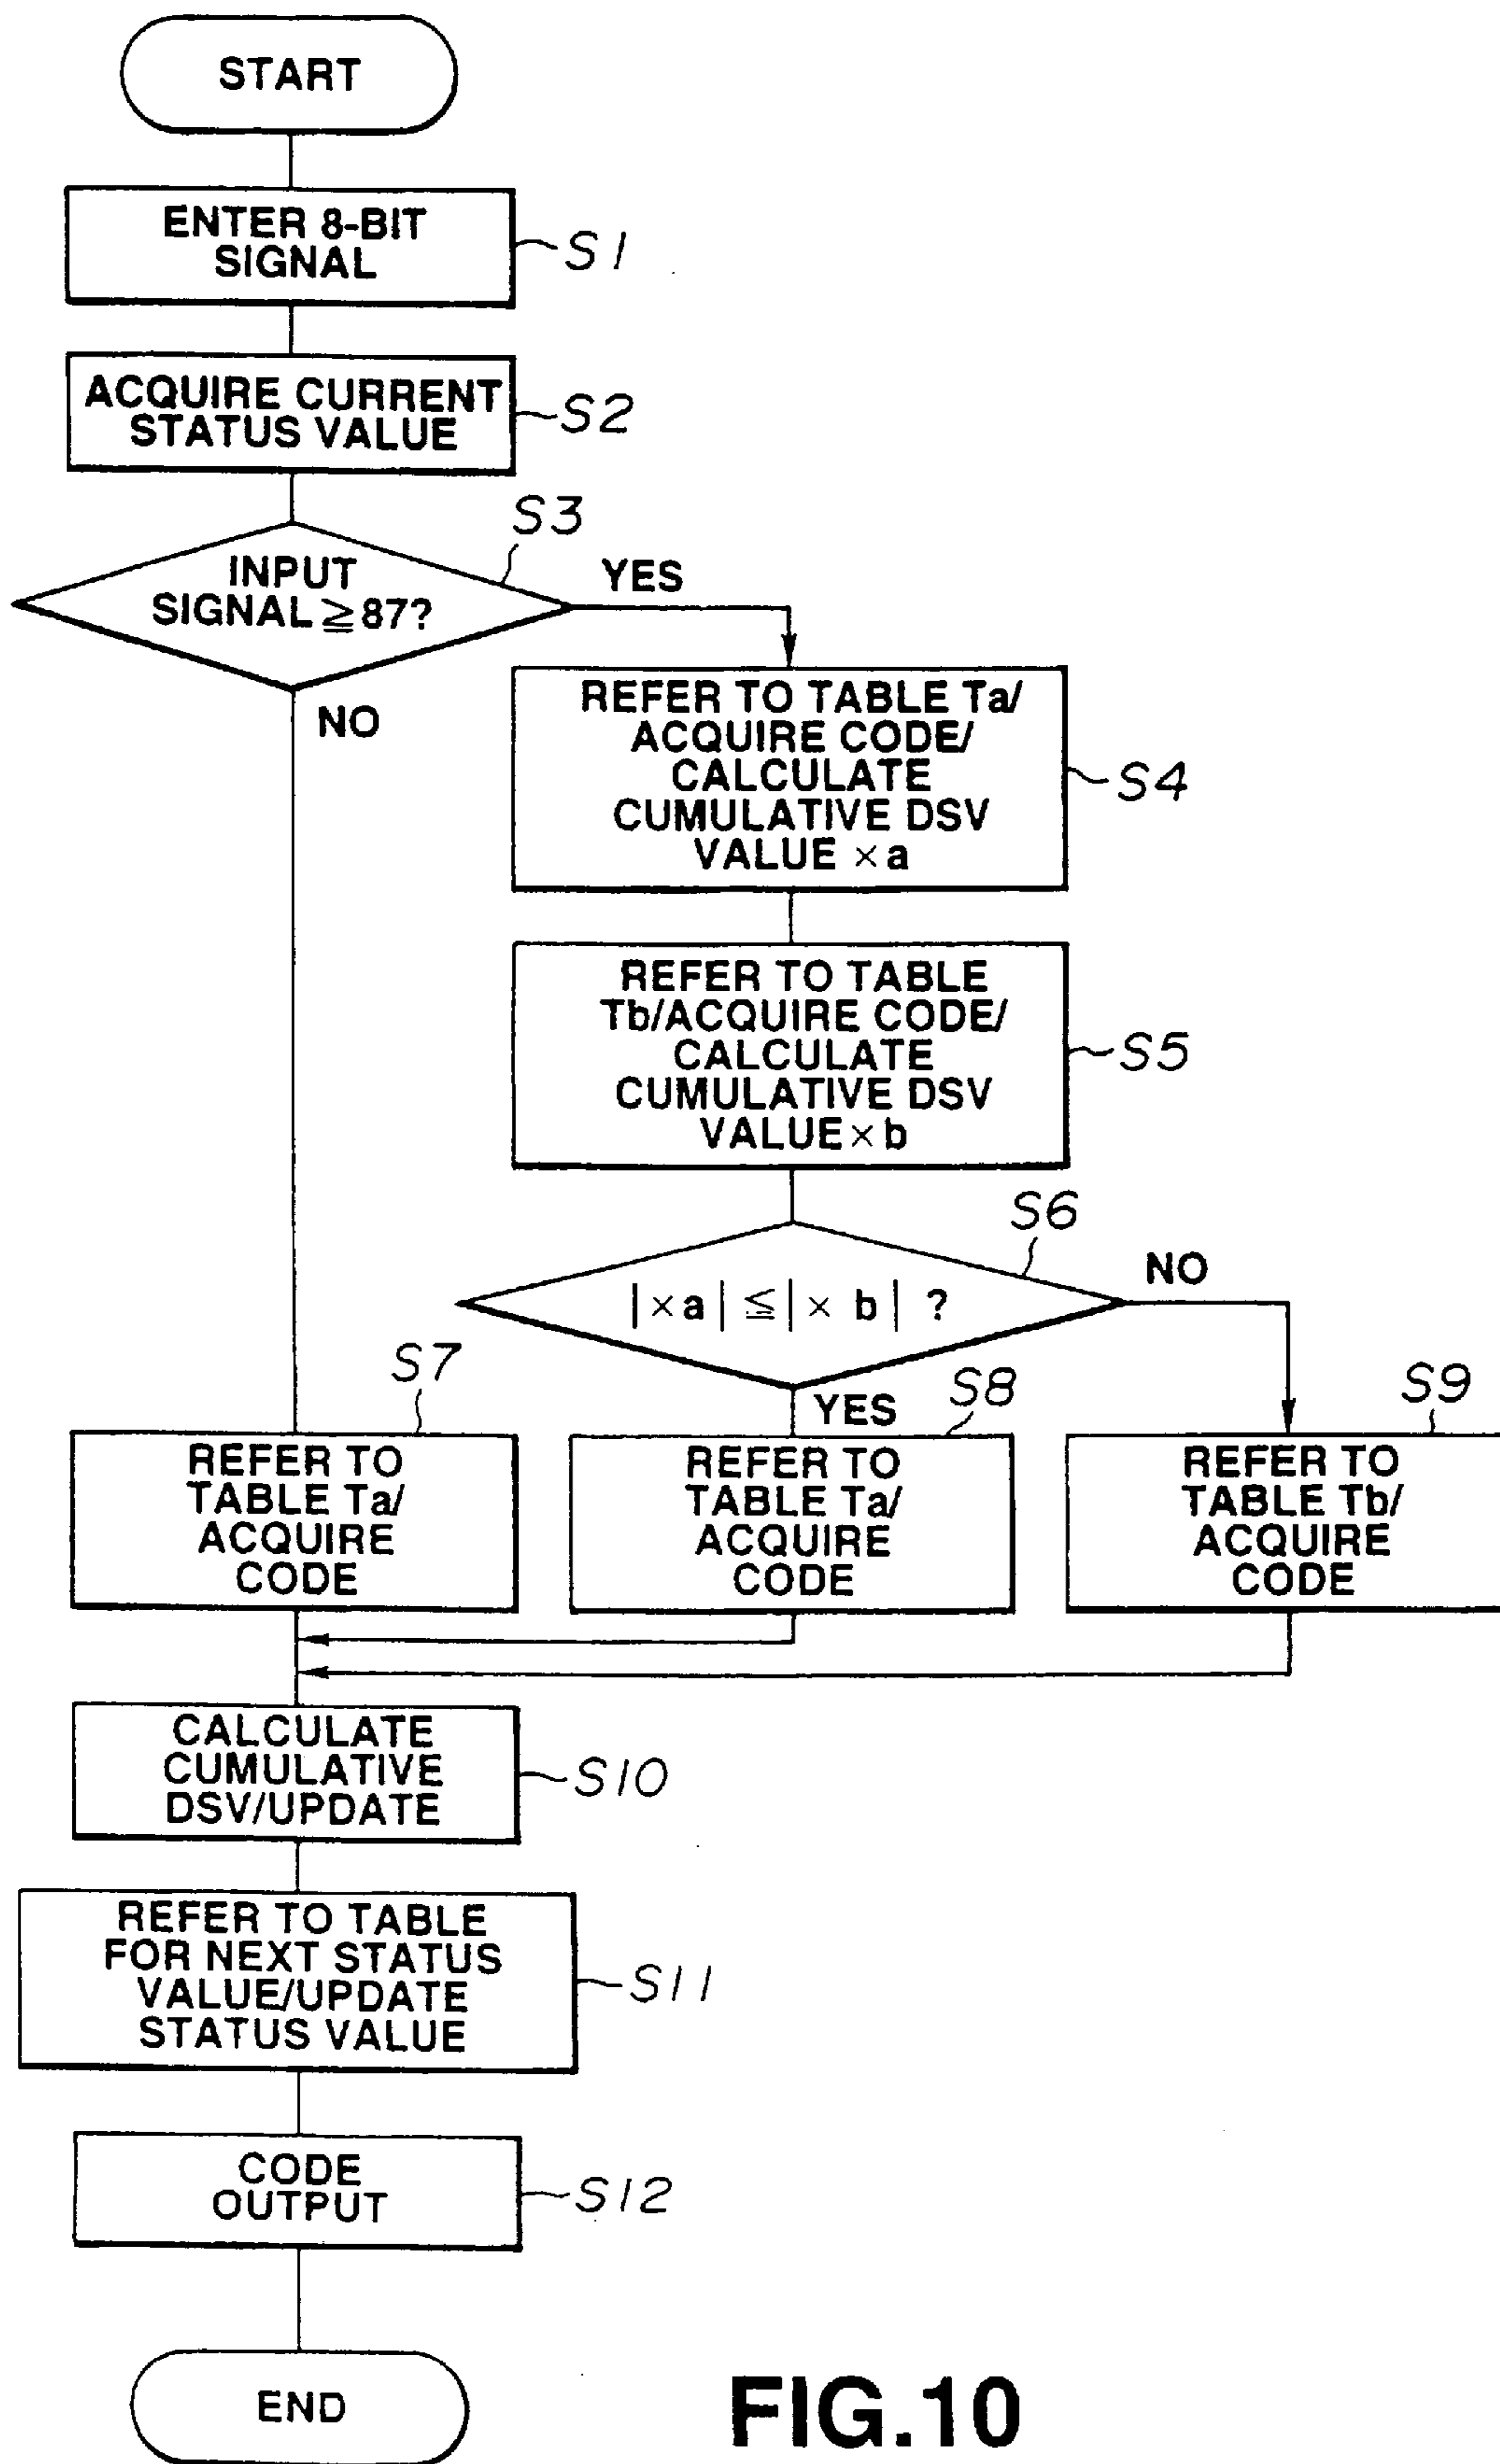 START
ENTER 8-BIT
SIGNAL
S1
ACQUIRE CURRENT
STATUS VALUE
S2
S3
INPUT
SIGNAL ≧ 87?
YES
NO
REFER TO TABLE Ta/
ACQUIRE CODE/
CALCULATE
CUMULATIVE DSV
VALUE ×a
S4
REFER TO TABLE
Tb/ACQUIRE CODE/
CALCULATE
CUMULATIVE DSV
VALUE×b
S5
S6
|×a| ≦ |× b| ?
NO
YES
S7
REFER TO
TABLE Ta/
ACQUIRE
CODE
S8
REFER TO
TABLE Ta/
ACQUIRE
CODE
S9
REFER TO
TABLE Tb/
ACQUIRE
CODE
CALCULATE
CUMULATIVE
DSV/UPDATE
S10
REFER TO TABLE
FOR NEXT STATUS
VALUE/UPDATE
STATUS VALUE
S11
CODE
OUTPUT
S12
END
FIG.10